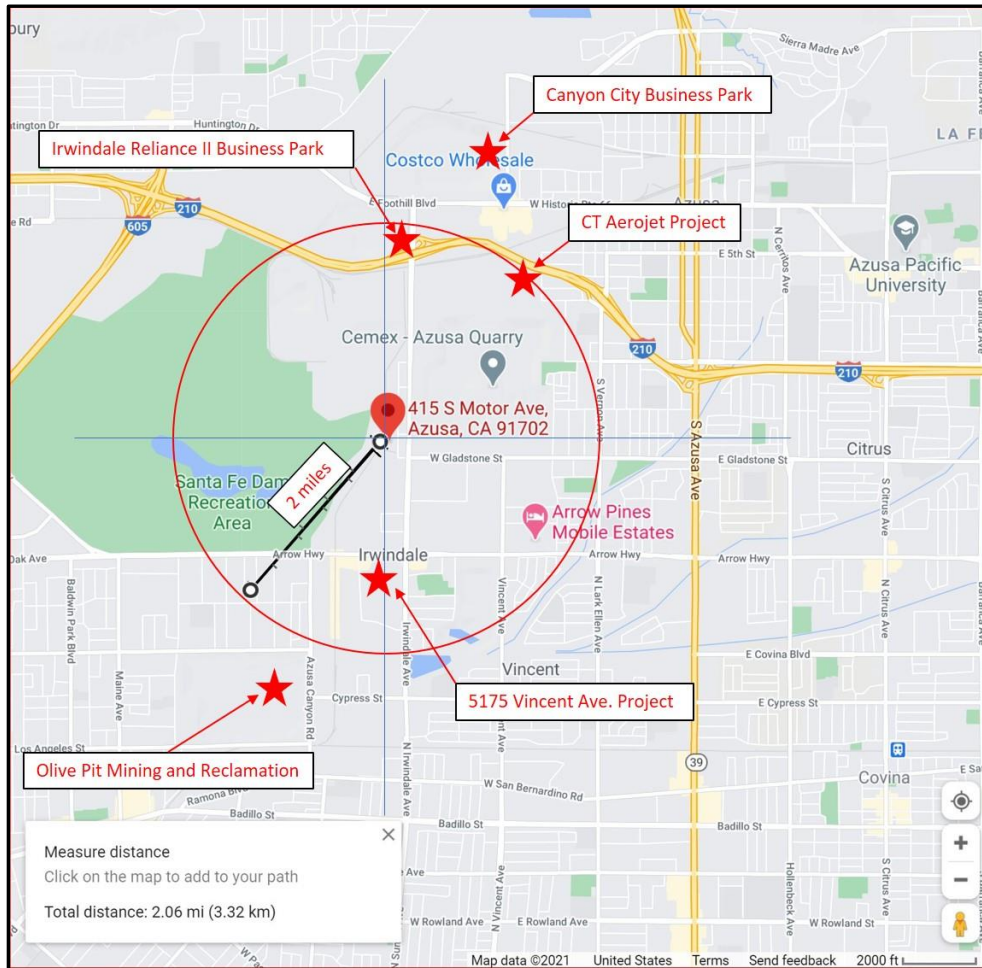 bury
Sierra Madre Ave
Canyon City Business Park
Huntington Dr
ntington Dr
Irwindale Reliance II Business Park
Costco Wholesale
LA FE
E Foothill Blvd
W Historic Rte 66
Azusa
210
605
CT Aerojet Project
E 5th St
N Cerritos Ave
Azusa Pacific
University
Barranca Ave
Cemex - Azusa Quarry
210
210
415 S Motor Ave,
Azusa, CA 91702
S Vernon Ave
S Azusa Ave
W Gladstone St
E Gladstone St
Citrus
2 miles
Santa Fe Dam
Recreation
Area
S Citrus Ave
Arrow Pines
Mobile Estates
Oak Ave
Arrow Hwy
Irwindale
Arrow Hwy
Arrow Hwy
Baldwin Park Blvd
Vincent Ave
N Lark Ellen Ave
N Citrus Ave
Maine Ave
Azusa Canyon Rd
Irwindale Ave
E Covina Blvd
Vincent
Cypress St
5175 Vincent Ave. Project
E Cypress St
Los Angeles St
N Irwindale Ave
Olive Pit Mining and Reclamation
39
Covina
W San Bernardino Rd
Ramona Blv
Badillo St
Badillo St
Measure distance
Click on the map to add to your path
Total distance: 2.06 mi (3.32 km)
N Vincent Ave
Hollenbeck Ave
S Citrus Ave
W Rowland Ave
E Rowland Ave
W Rowland St
Map data ©2021 United States Terms Send feedback 2000 ft